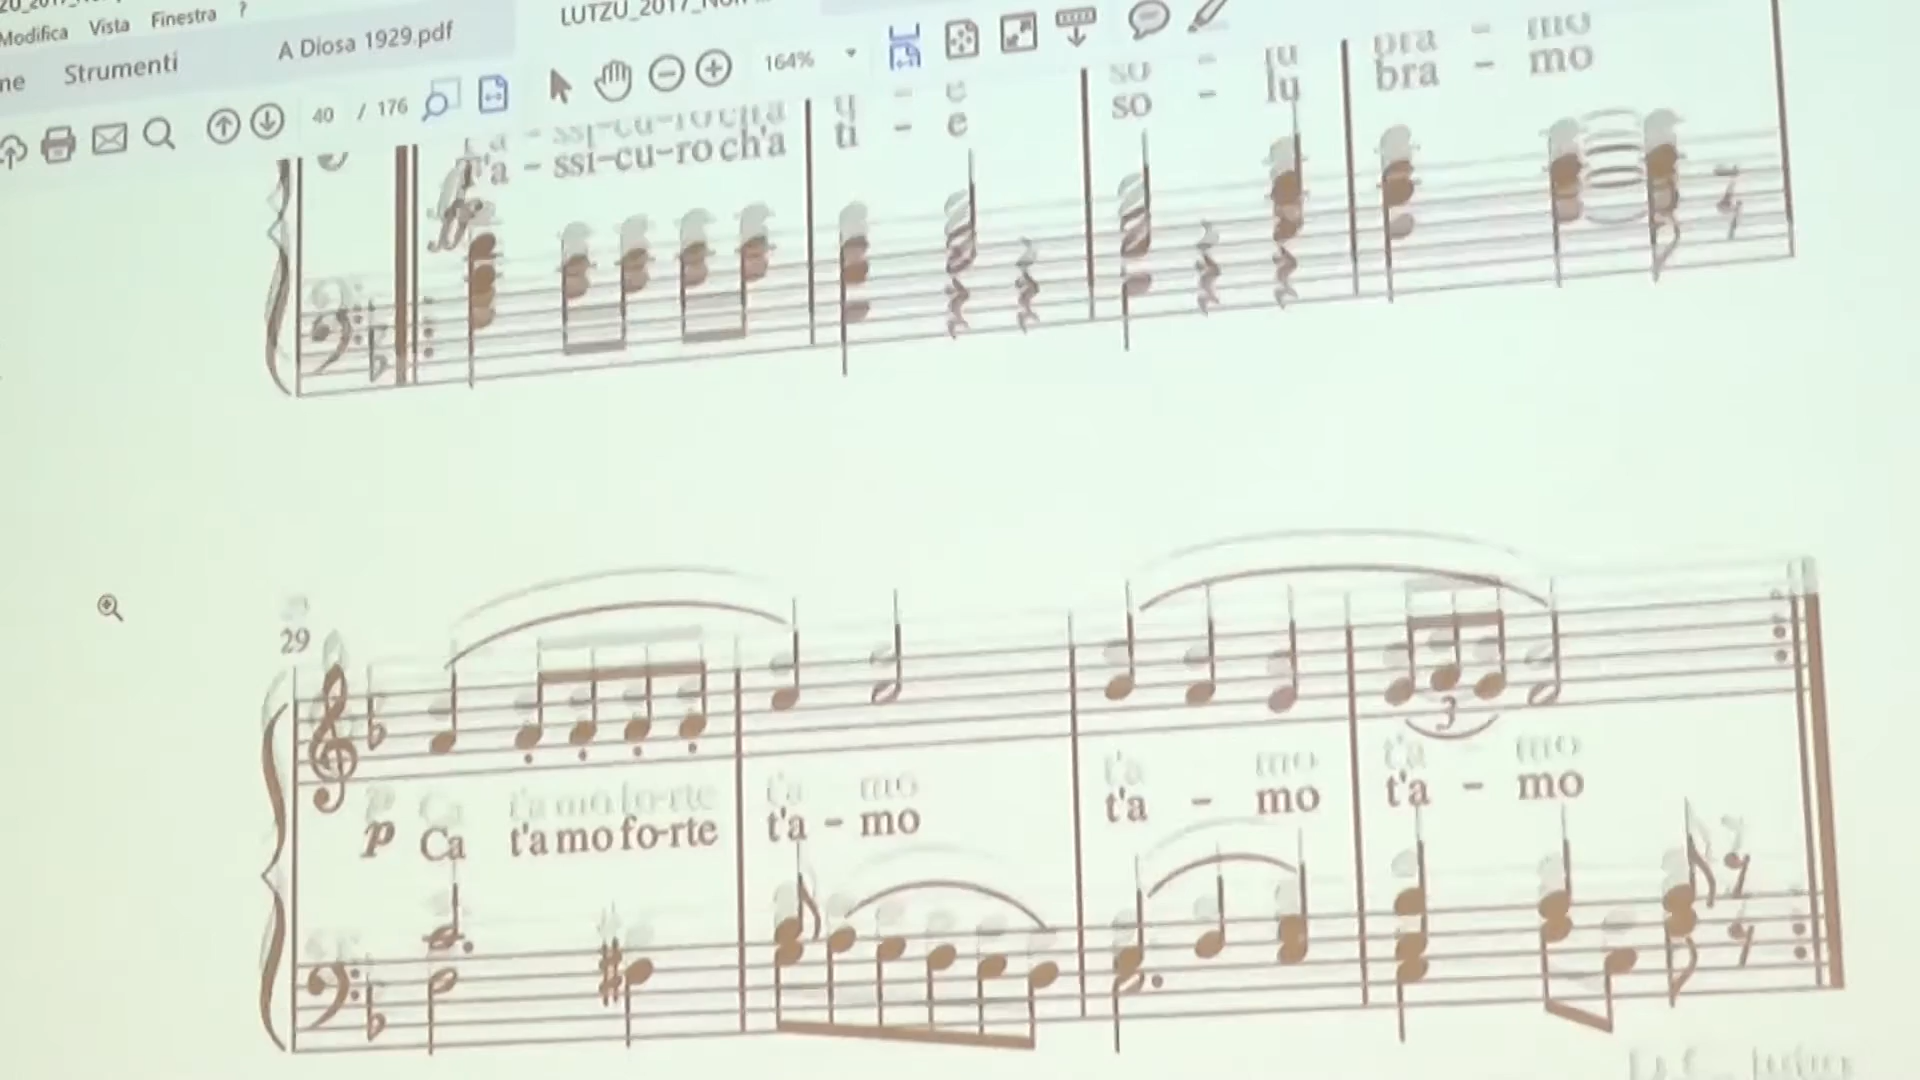 Modifica Vista Finestra ?
Strumenti A Diosa 1929.pdf
40 / 176 164%
T'a - ssi-cu-ro ch'a ti - e so - lu bra - mo
29
3
p Ca t'a mo fo-rte t'a - mo t'a - mo t'a - mo